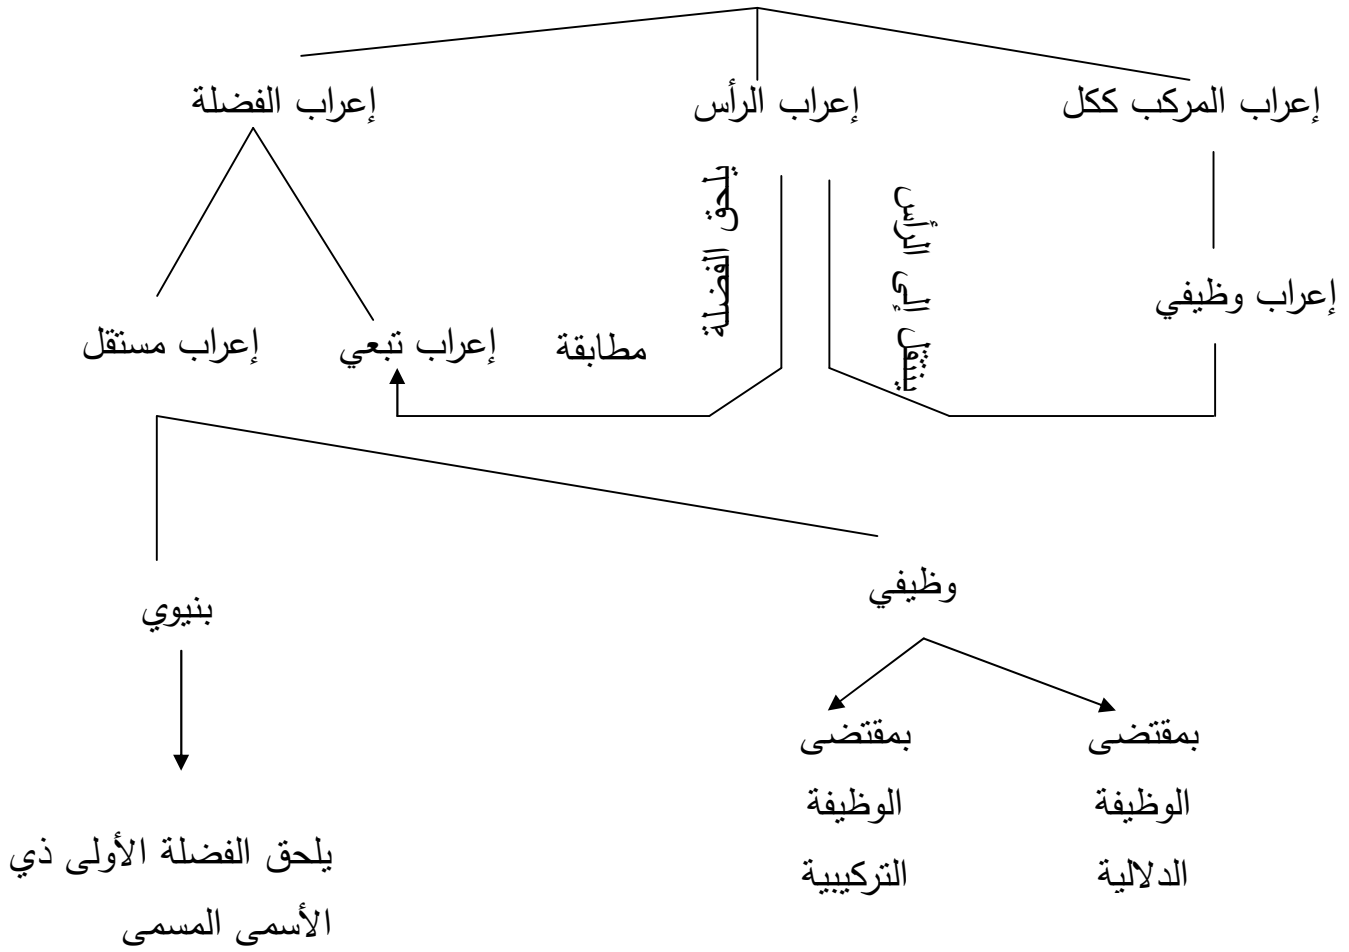 إعراب المركب ككل
إعراب الرأس
إعراب الفضلة
يلحق الفضلة
ينتقل إلى الرأس
إعراب وظيفي
مطابقة
إعراب تبعي
إعراب مستقل
وظيفي
بنيوي
بمقتضى
الوظيفة
الدلالية
بمقتضى
الوظيفة
التركيبية
يلحق الفضلة الأولى ذي
الأسمى المسمى